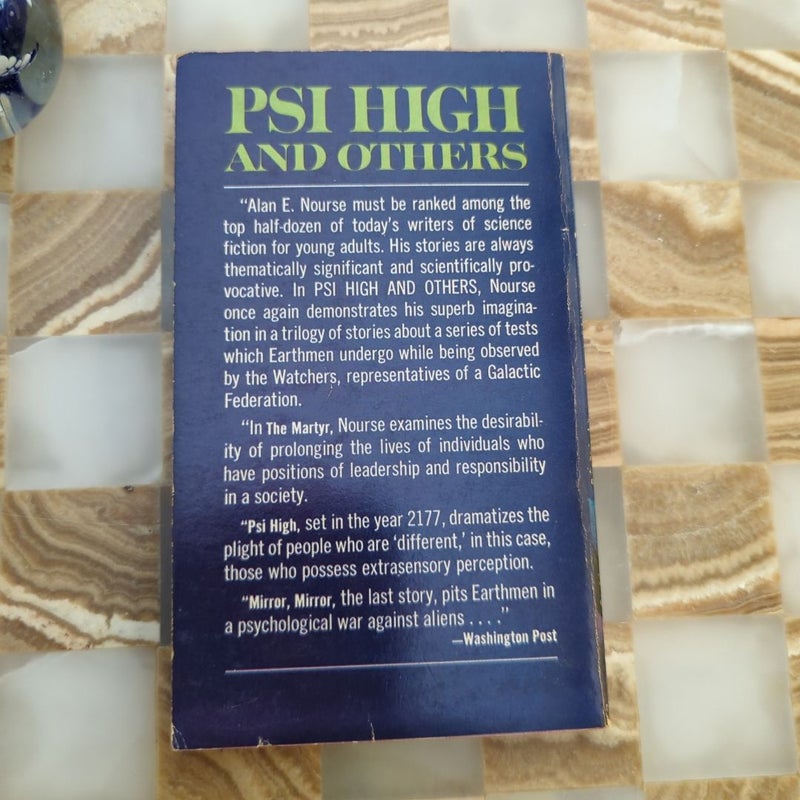 PSI HIGH
AND OTHERS
“Alan E. Nourse must be ranked among the
top half-dozen of today's writers of science
fiction for young adults. His stories are always
thematically significant and scientifically pro-
vocative. In PSI HIGH AND OTHERS, Nourse
once again demonstrates his superb imagina-
tion in a trilogy of stories about a series of tests
which Earthmen undergo while being observed
by the Watchers, representatives of a Galactic
Federation.
“In The Martyr, Nourse examines the desirabil-
ity of prolonging the lives of individuals who
have positions of leadership and responsibility
in a society.
“Psi High, set in the year 2177, dramatizes the
plight of people who are ‘different,’ in this case,
those who possess extrasensory perception.
“Mirror, Mirror, the last story, pits Earthmen in
a psychological war against aliens . . . .”
—Washington Post